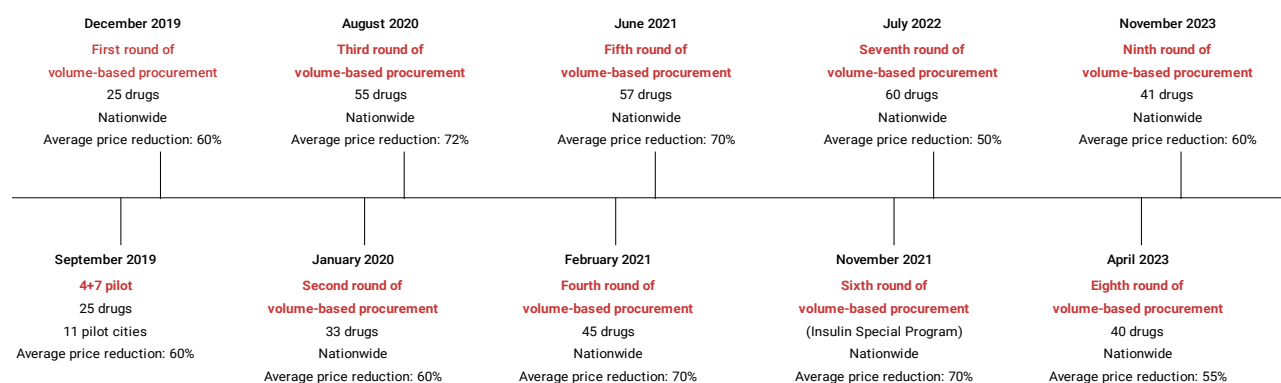 December 2019
First round of
volume-based procurement
25 drugs
Nationwide
Average price reduction: 60%
August 2020
Third round of
volume-based procurement
55 drugs
Nationwide
Average price reduction: 72%
June 2021
Fifth round of
volume-based procurement
57 drugs
Nationwide
Average price reduction: 70%
July 2022
Seventh round of
volume-based procurement
60 drugs
Nationwide
Average price reduction: 50%
November 2023
Ninth round of
volume-based procurement
41 drugs
Nationwide
Average price reduction: 60%
September 2019
4+7 pilot
25 drugs
11 pilot cities
Average price reduction: 60%
January 2020
Second round of
volume-based procurement
33 drugs
Nationwide
Average price reduction: 60%
February 2021
Fourth round of
volume-based procurement
45 drugs
Nationwide
Average price reduction: 70%
November 2021
Sixth round of
volume-based procurement
(Insulin Special Program)
Nationwide
Average price reduction: 70%
April 2023
Eighth round of
volume-based procurement
40 drugs
Nationwide
Average price reduction: 55%